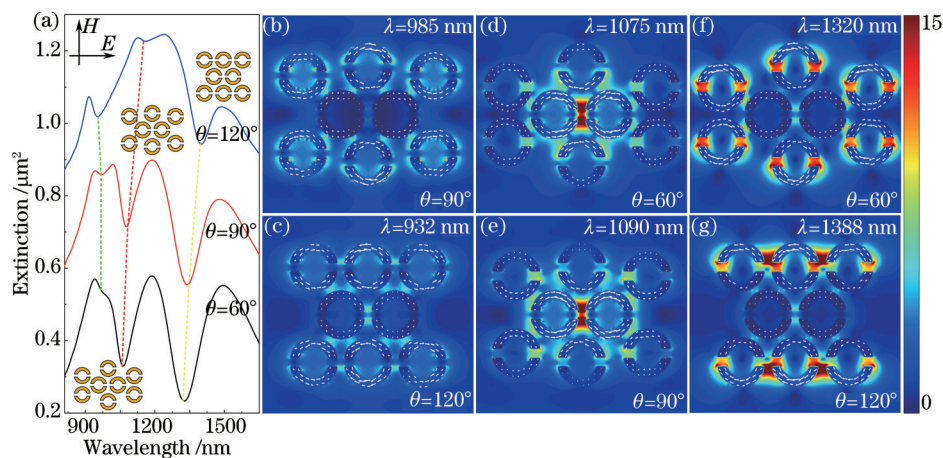 (a)
H
E
Extinction /μm²
1.2
1.0
0.8
0.6
0.4
0.2
θ=120°
θ=90°
θ=60°
900 1100 1300 1500
Wavelength /nm
(b) λ=985 nm
θ=90°
(d) λ=1075 nm
θ=60°
(f) λ=1320 nm
θ=60°
(c) λ=932 nm
θ=120°
(e) λ=1090 nm
θ=90°
(g) λ=1388 nm
θ=120°
15
0